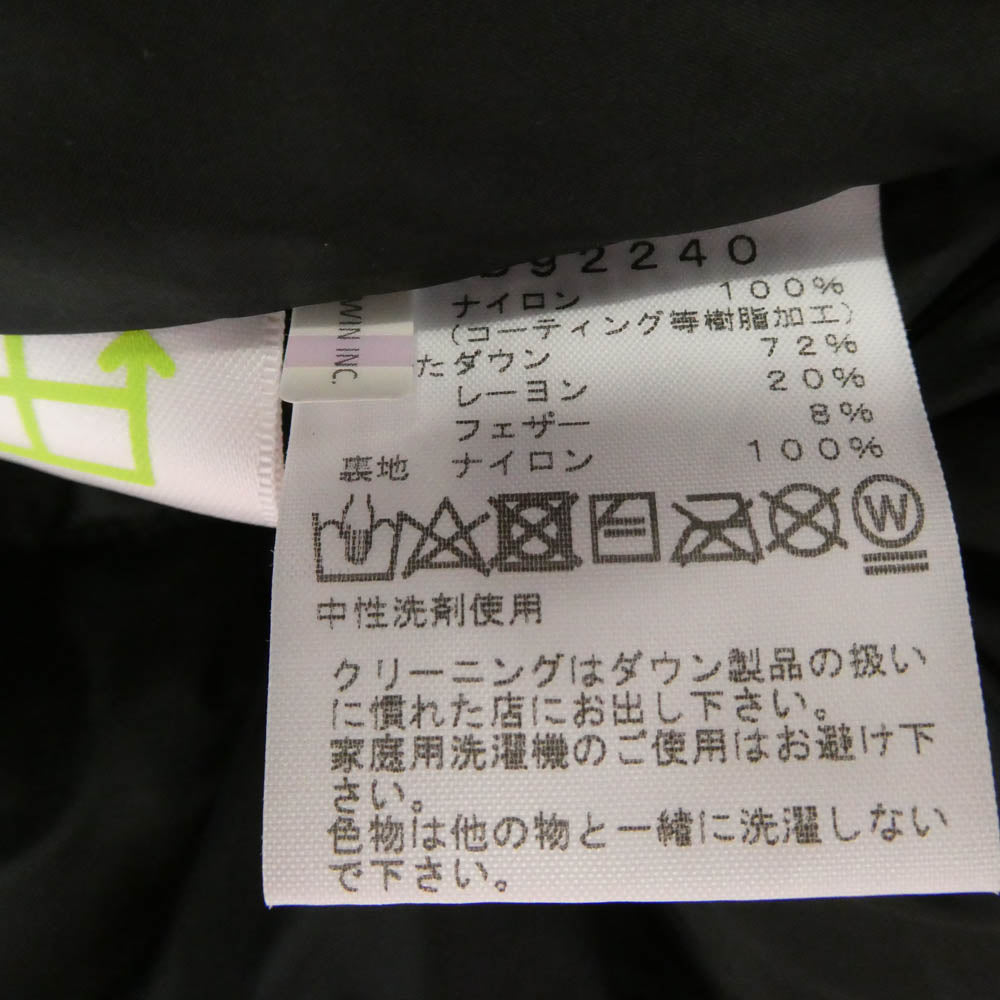 92240
ナイロン 100%
(コーティング等樹脂加工)
た ダウン 72%
レーヨン 20%
フェザー 8%
裏地 ナイロン 100%
WIN INC.
W
中性洗剤使用
クリーニングはダウン製品の扱い
に慣れた店にお出し下さい。
家庭用洗濯機のご使用はお避け下
さい。
色物は他の物と一緒に洗濯しない
で下さい。